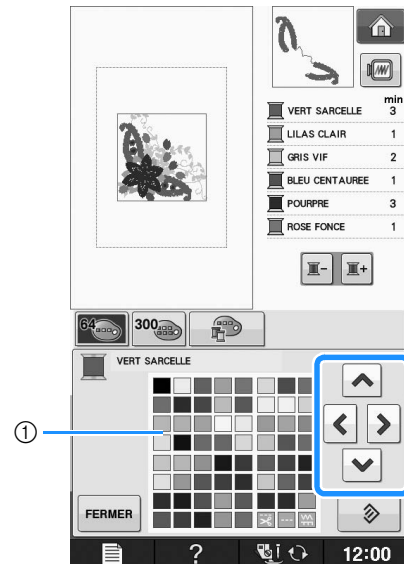 min
VERT SARCELLE 3
LILAS CLAIR 1
GRIS VIF 2
BLEU CENTAUREE 1
POURPRE 3
ROSE FONCE 1
- +
64 300
VERT SARCELLE
①
FERMER
? i 12:00